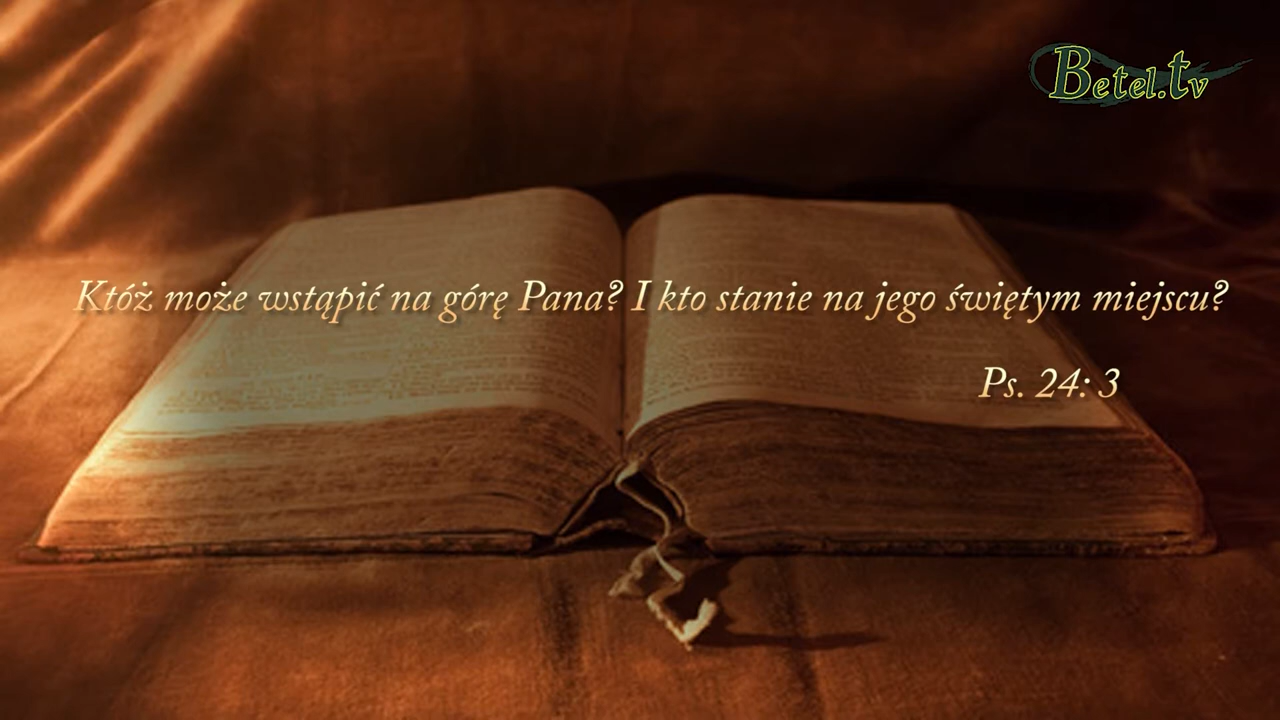 Betel.tv
Któż może wstąpić na górę Pana? I kto stanie na jego świętym miejscu?
Ps. 24: 3